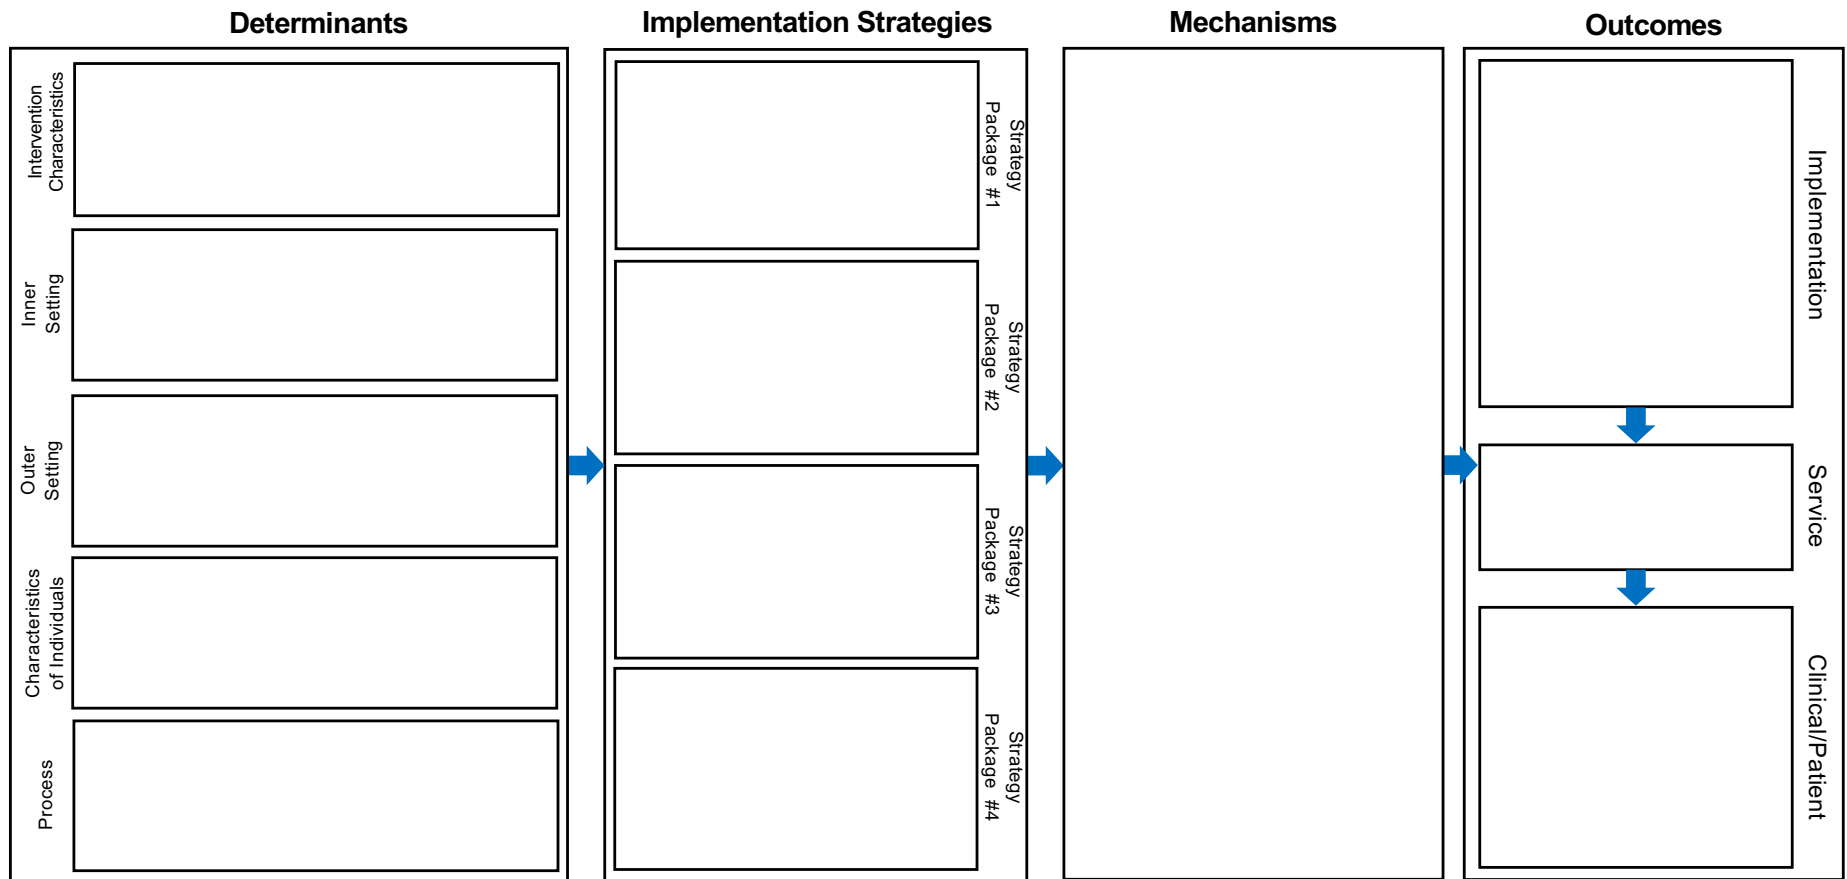 Determinants
Implementation Strategies
Mechanisms
Outcomes
Intervention
Characteristics
Inner
Setting
Outer
Setting
Characteristics
of Individuals
Process
Strategy
Package #1
Strategy
Package #2
Strategy
Package #3
Strategy
Package #4
Implementation
Service
Clinical/Patient